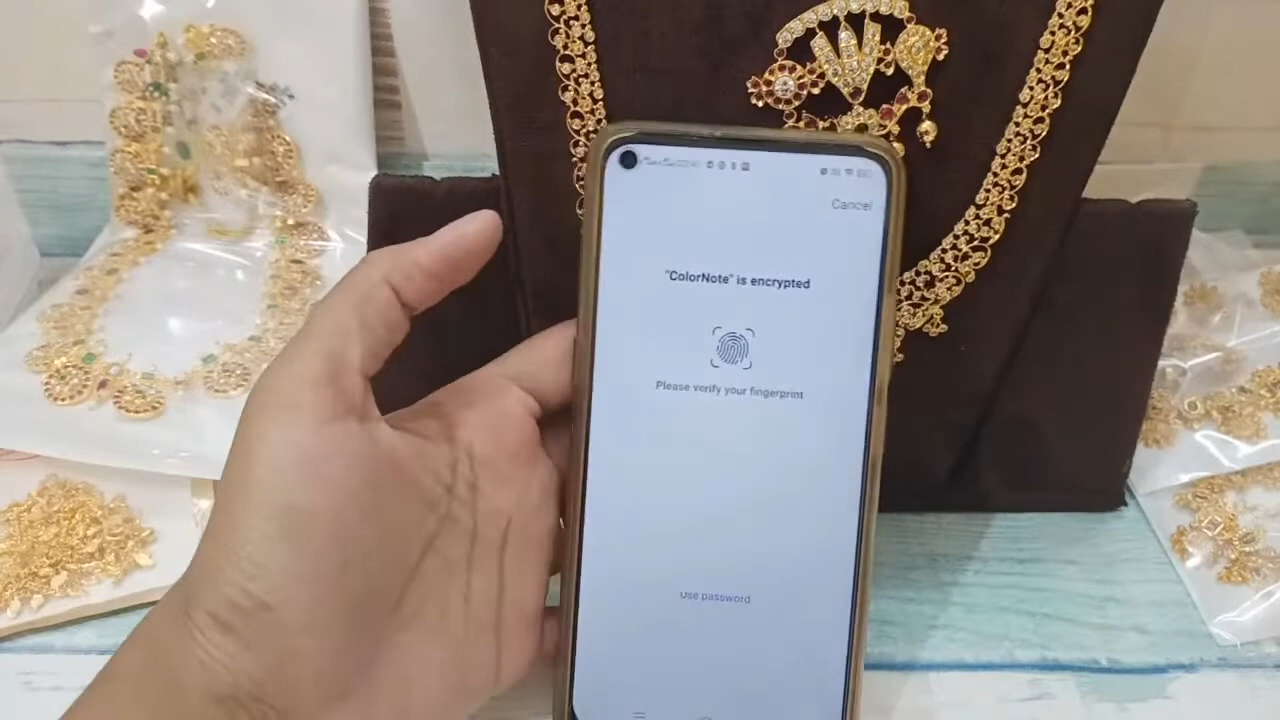 Cancel
"ColorNote" is encrypted
Please verify your fingerprint
Use password